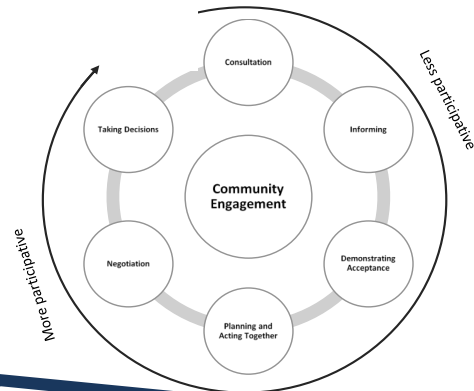 Consultation
Less participative
Taking Decisions
Informing
Community
Engagement
More participative
Negotiation
Demonstrating
Acceptance
Planning and
Acting Together